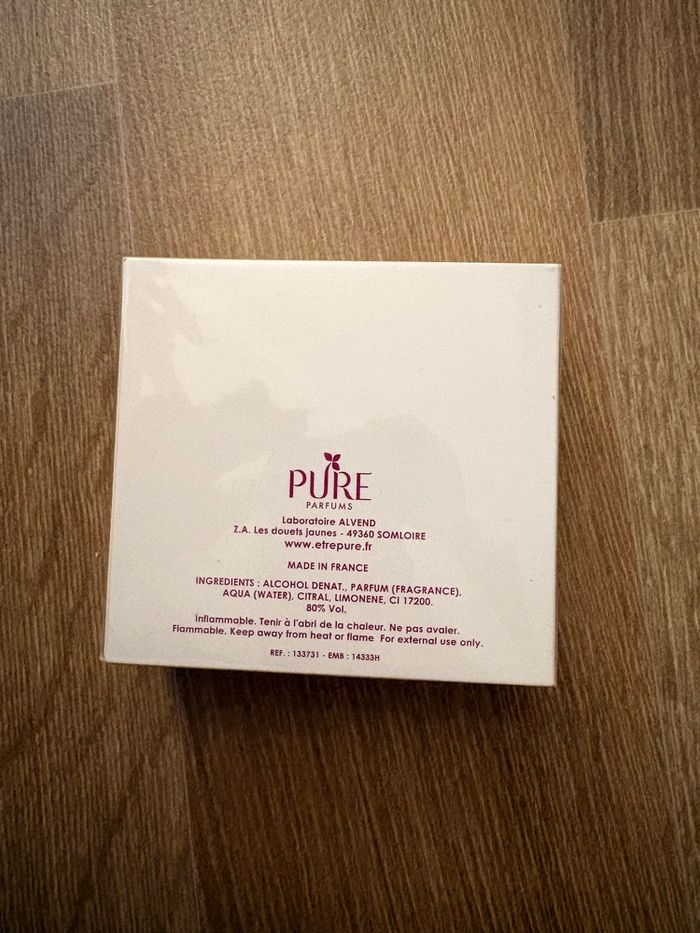 PURE
PARFUMS
Laboratoire ALVEND
Z.A. Les douets jaunes - 49360 SOMLOIRE
www.etrepure.fr
MADE IN FRANCE
INGREDIENTS : ALCOHOL DENAT., PARFUM (FRAGRANCE),
AQUA (WATER), CITRAL, LIMONENE, CI 17200.
80% Vol.
Inflammable. Tenir à l'abri de la chaleur. Ne pas avaler.
Flammable. Keep away from heat or flame  For external use only.
REF. : 133731 - EMB : 14333H